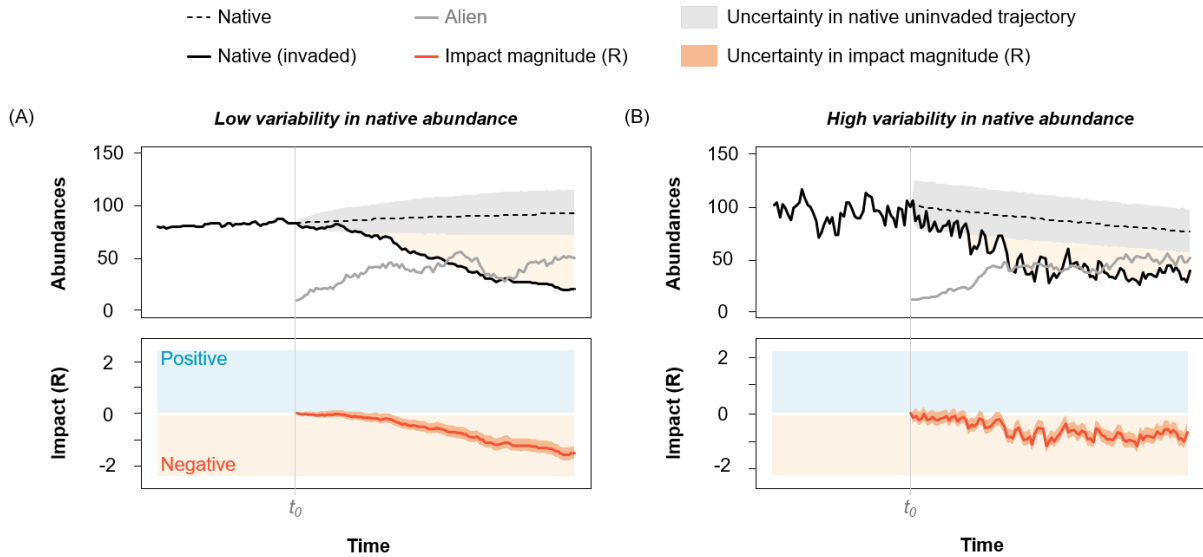 Native
Alien
Uncertainty in native uninvaded trajectory
Native (invaded)
Impact magnitude (R)
Uncertainty in impact magnitude (R)
(A)
Low variability in native abundance
(B)
High variability in native abundance
150
100
50
0
Abundances
150
100
50
0
Abundances
2
0
-2
Impact (R)
Positive
Negative
2
0
-2
Impact (R)
t0
t0
Time
Time